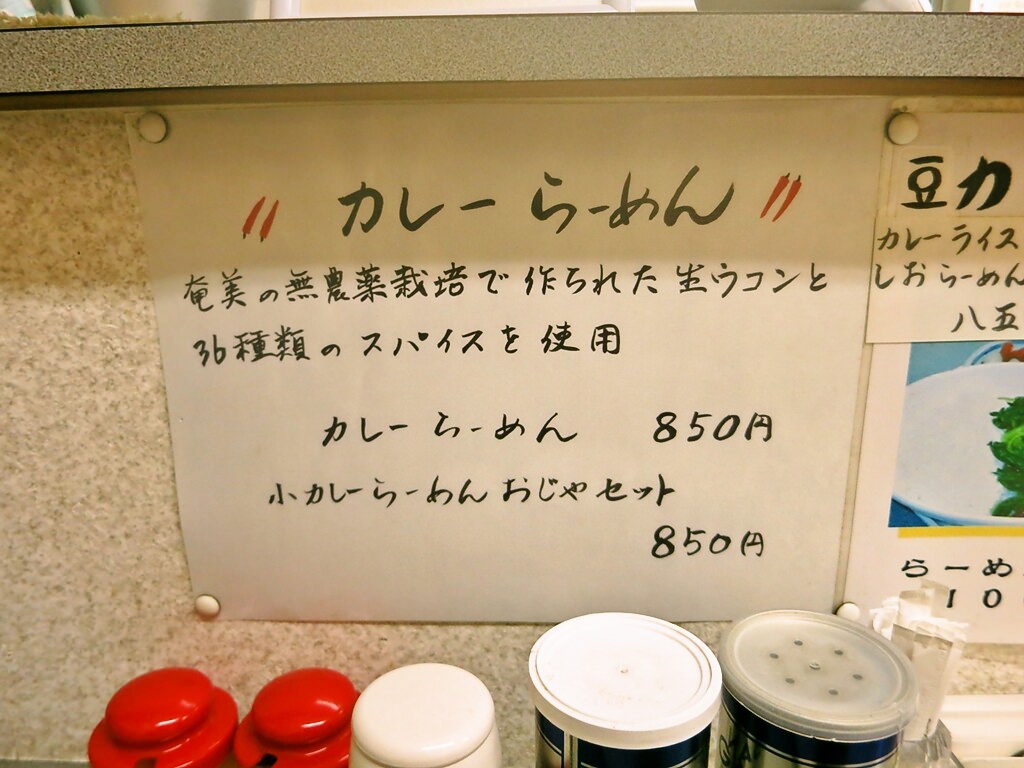 カレーらーめん
奄美の無農薬栽培で作られた生ウコンと
36種類のスパイスを使用
カレーらーめん 850円
小カレーらーめんおじやセット
850円
豆カ
カレーライス
しおらーめん
八五
らーめ
10